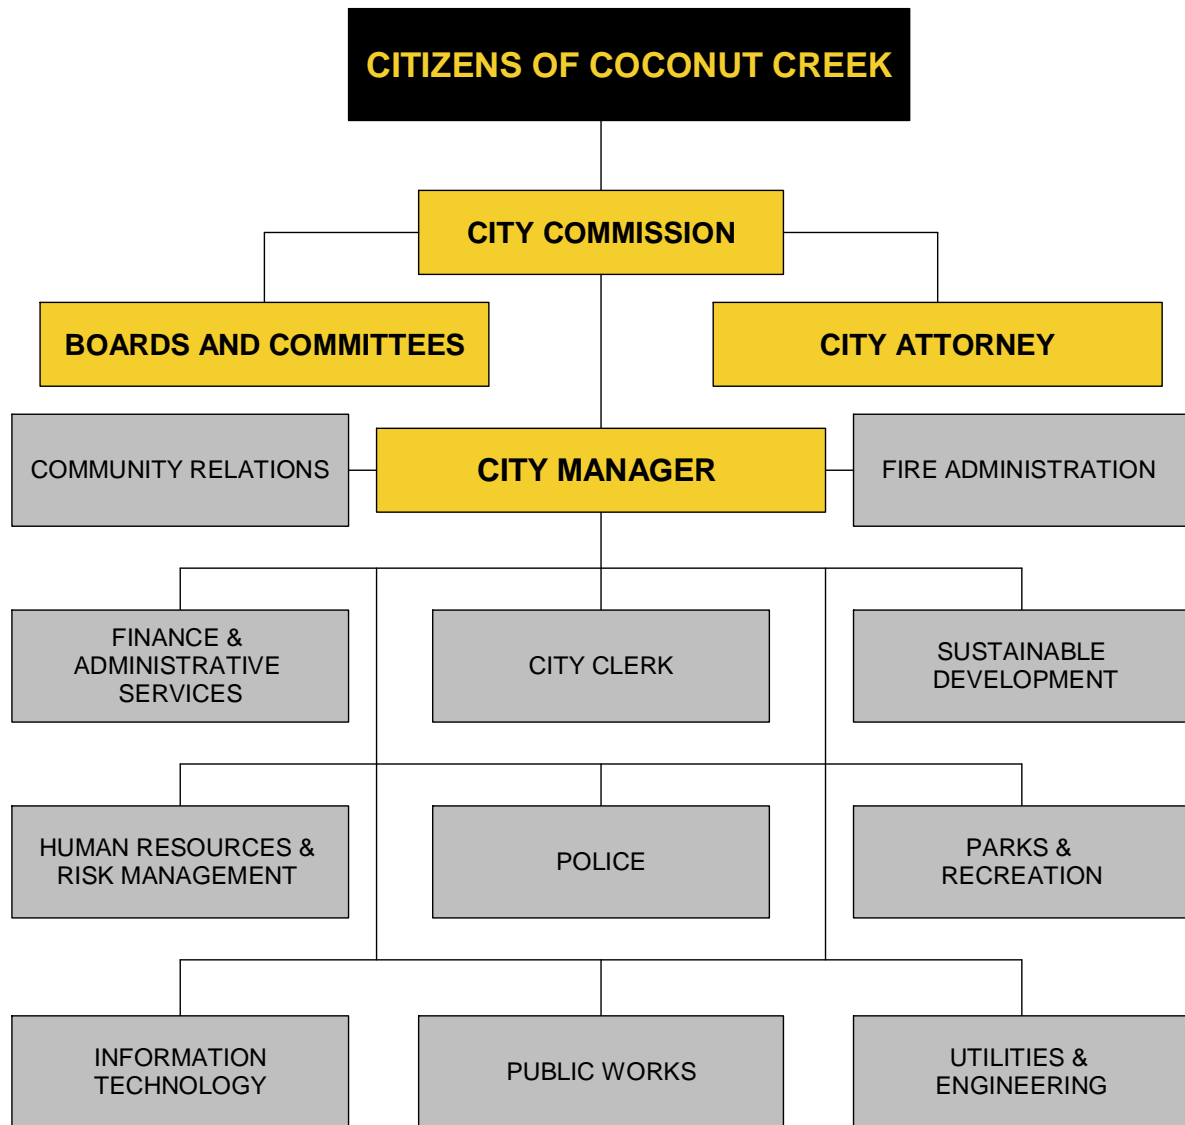 CITIZENS OF COCONUT CREEK
CITY COMMISSION
BOARDS AND COMMITTEES
CITY ATTORNEY
COMMUNITY RELATIONS
CITY MANAGER
FIRE ADMINISTRATION
FINANCE &
ADMINISTRATIVE
SERVICES
CITY CLERK
SUSTAINABLE
DEVELOPMENT
HUMAN RESOURCES &
RISK MANAGEMENT
POLICE
PARKS &
RECREATION
INFORMATION
TECHNOLOGY
PUBLIC WORKS
UTILITIES &
ENGINEERING